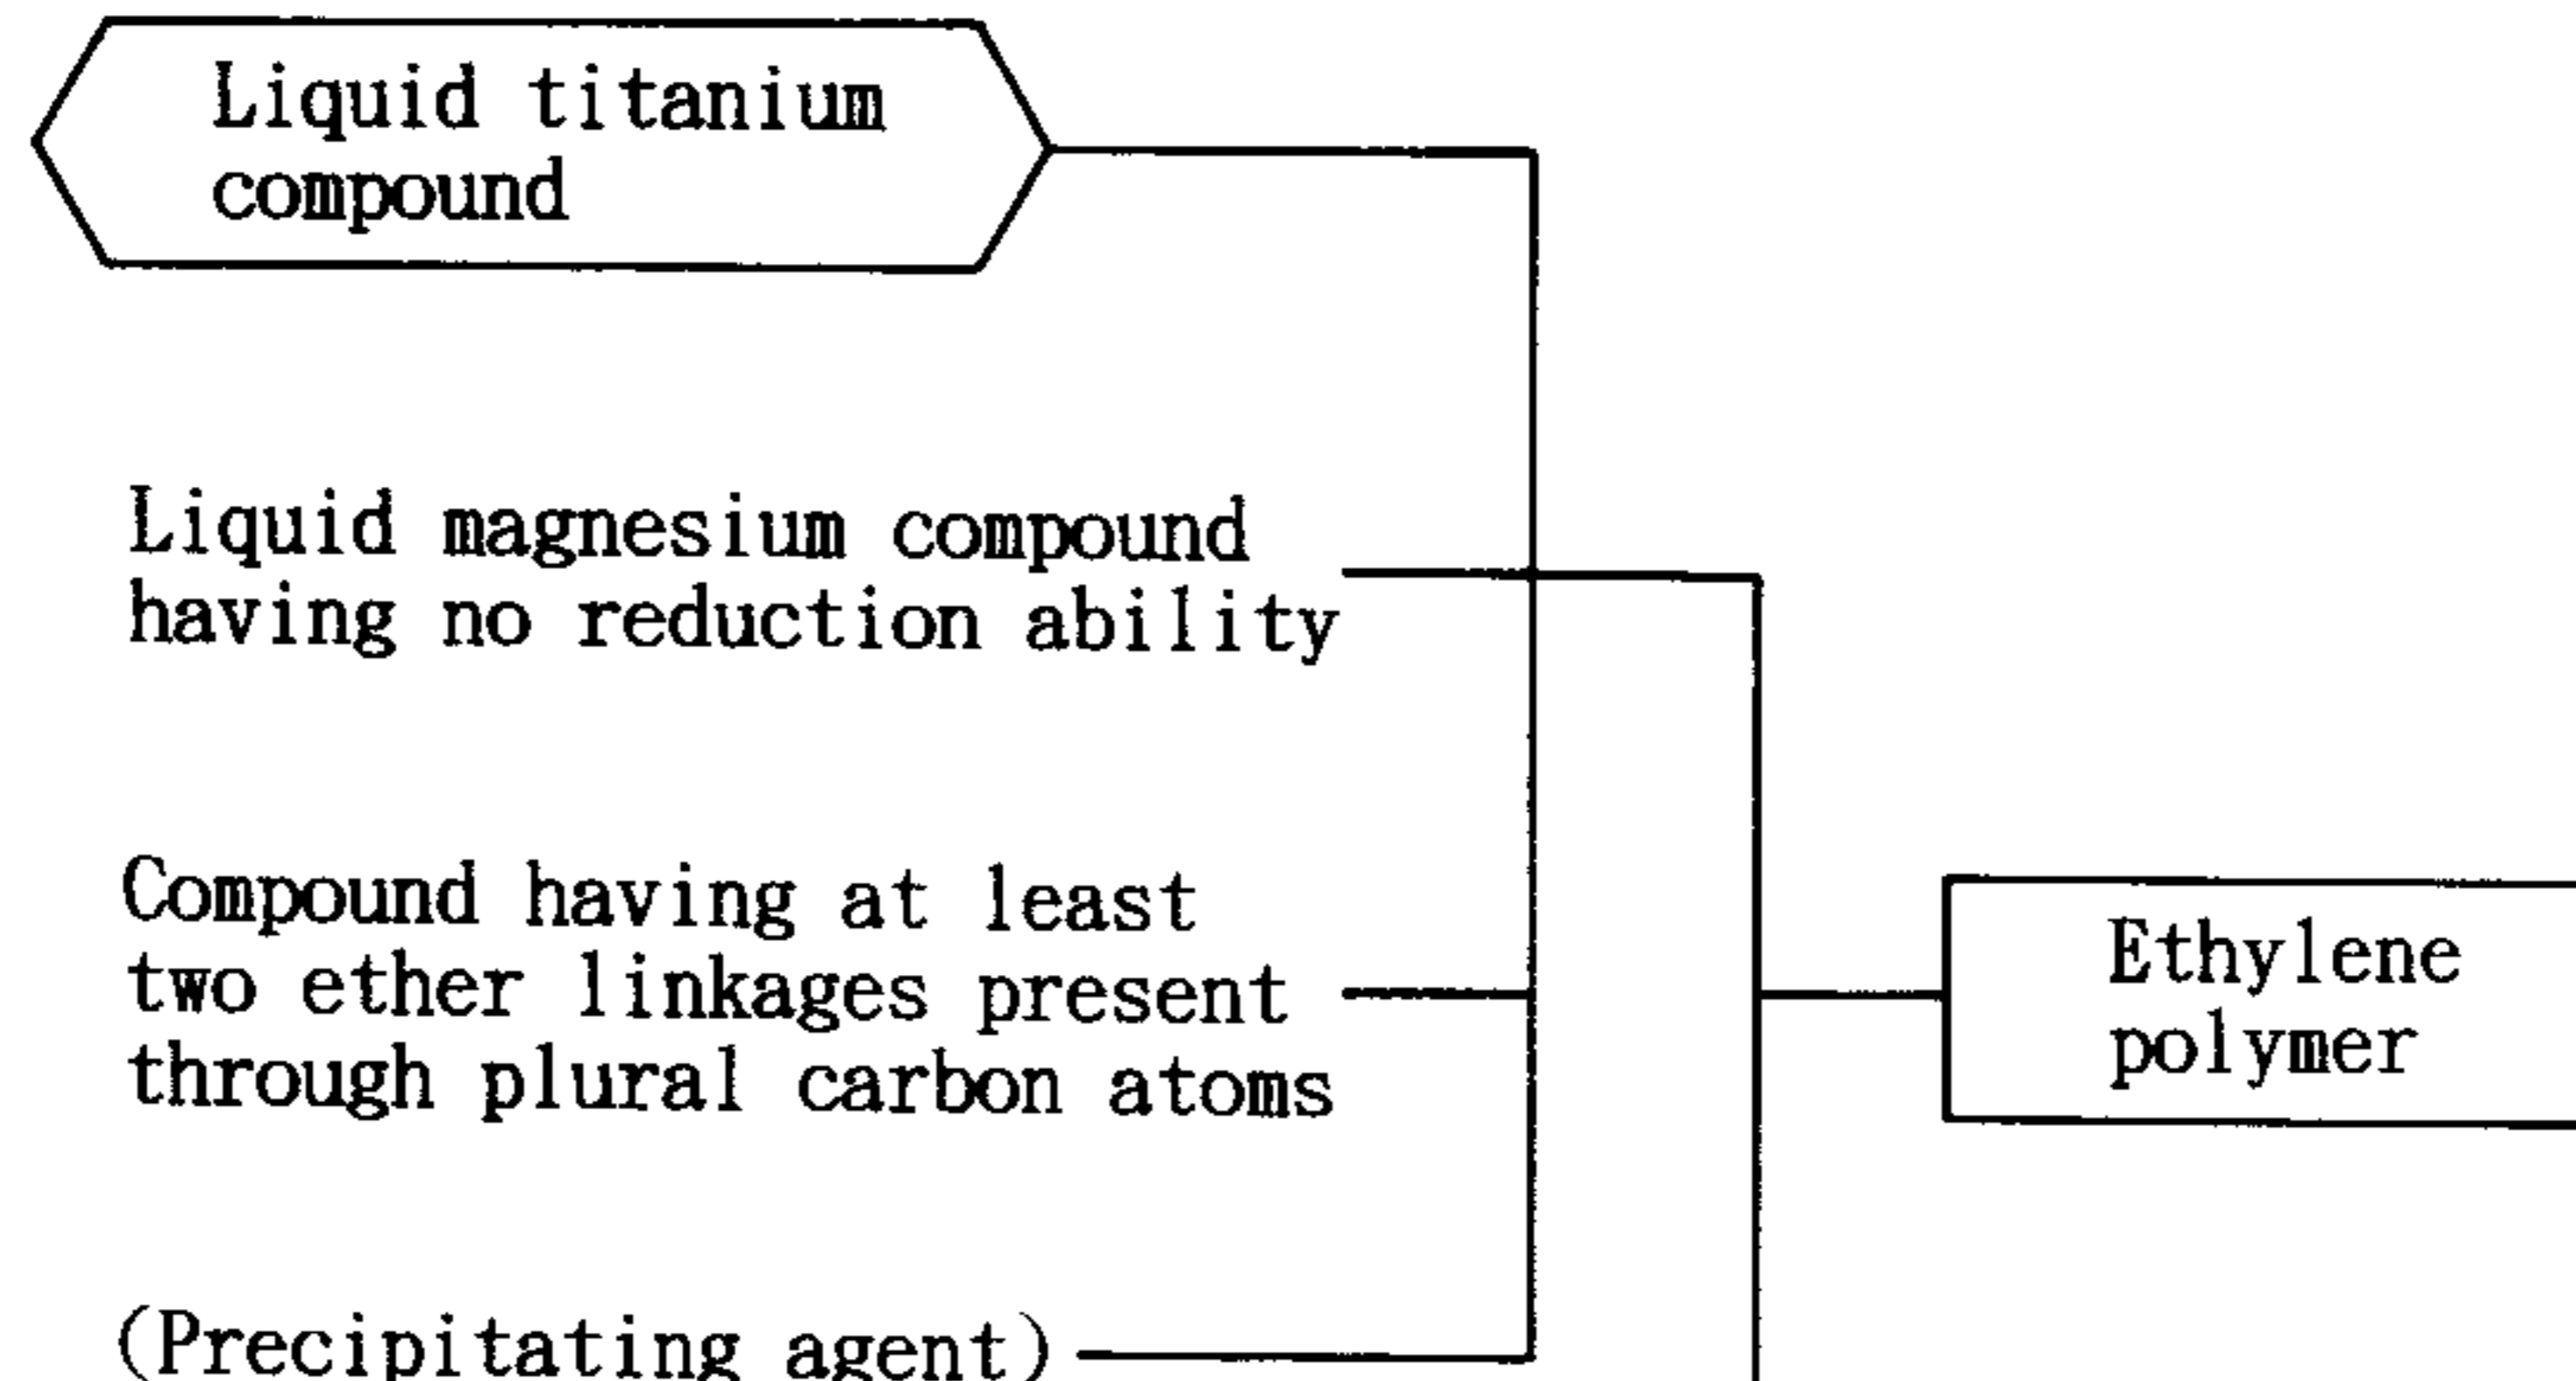 Liquid titanium
compound
Liquid magnesium compound
having no reduction ability
Compound having at least
two ether linkages present
through plural carbon atoms
Ethylene
polymer
(Precipitating agent)